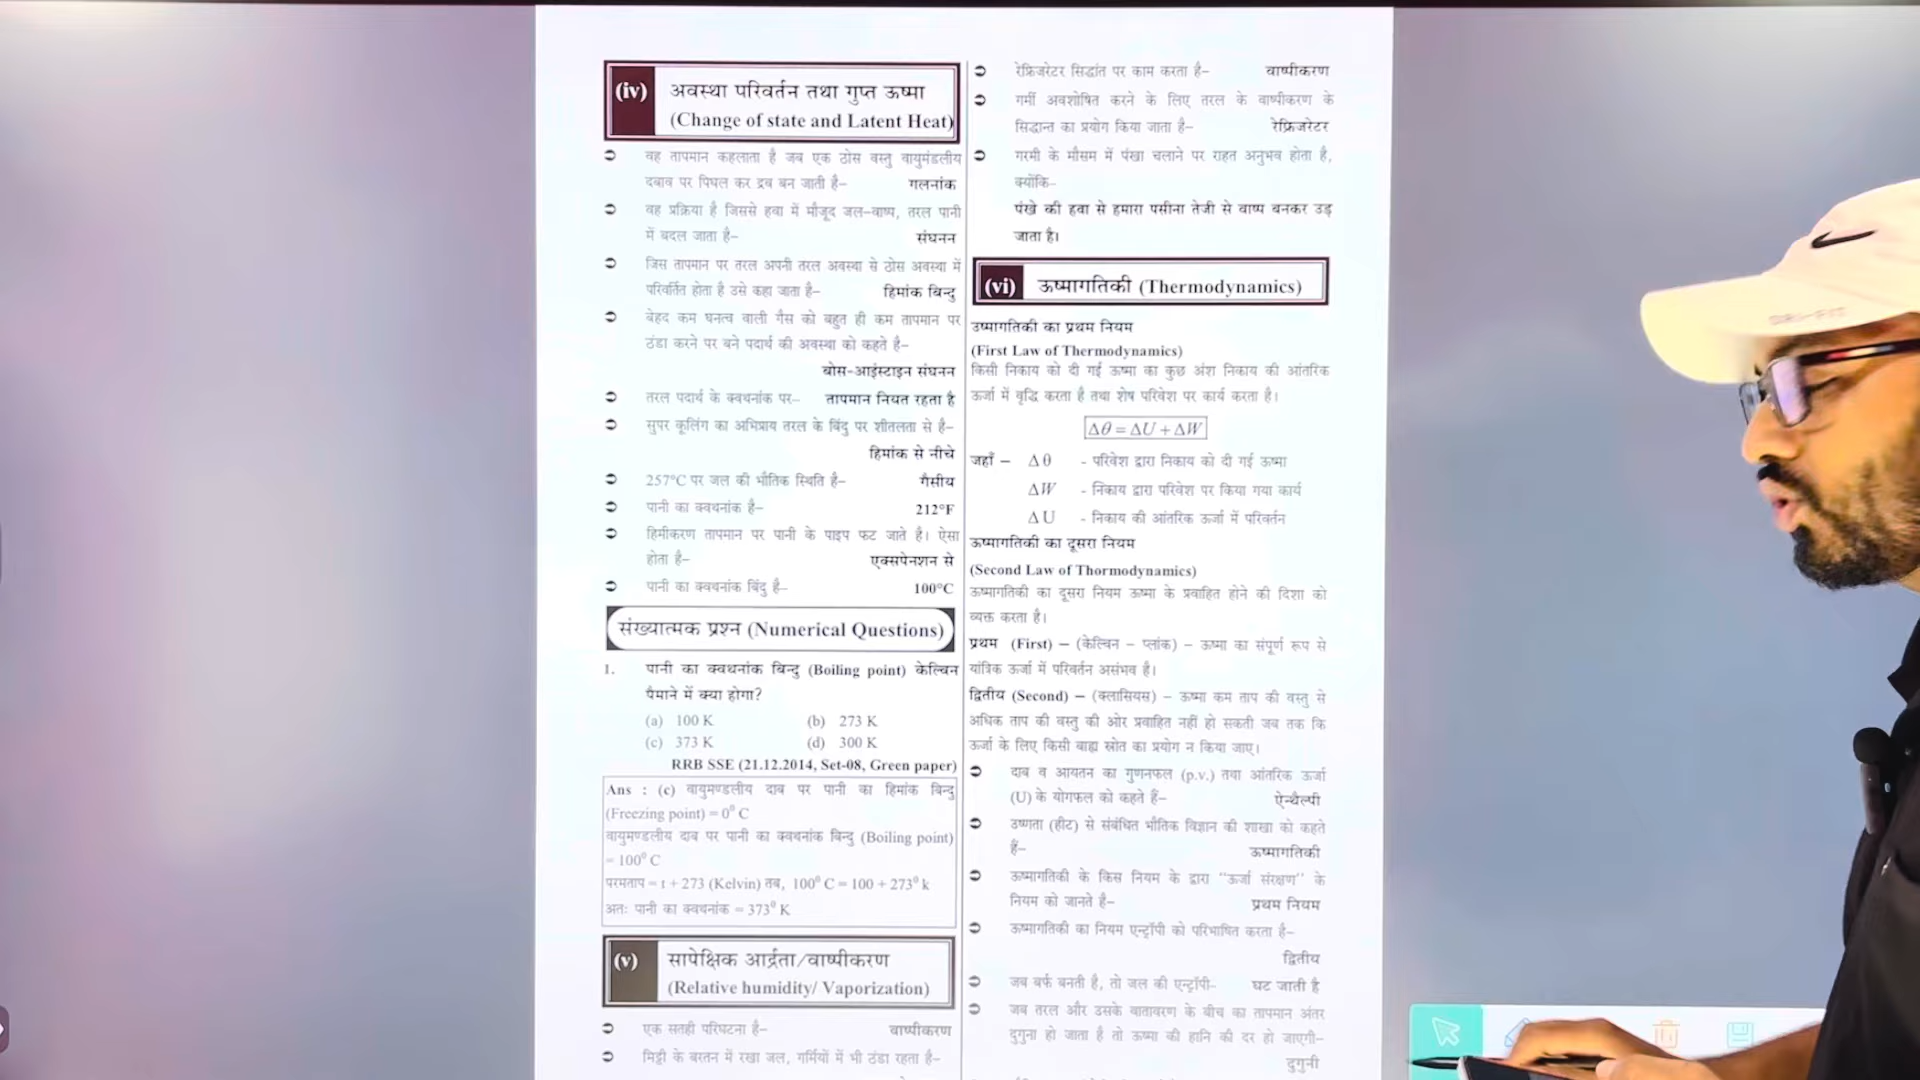 (iv) अवस्था परिवर्तन तथा गुप्त ऊष्मा
(Change of state and Latent Heat)
वह तापमान कहलाता है जब एक ठोस वस्तु वायुमंडलीय
दबाव पर पिघल कर द्रव बन जाती है– गलनांक
वह प्रक्रिया है जिससे हवा में मौजूद जल-वाष्प, तरल पानी
में बदल जाता है– संघनन
जिस तापमान पर तरल अपनी तरल अवस्था से ठोस अवस्था में
परिवर्तित होता है उसे कहा जाता है– हिमांक बिन्दु
बेहद कम घनत्व वाली गैस को बहुत ही कम तापमान पर
ठंडा करने पर बने पदार्थ की अवस्था को कहते है–
बोस-आईस्टाइन संघनन
तरल पदार्थ के क्वथनांक पर– तापमान नियत रहता है
सुपर कूलिंग का अभिप्राय तरल के बिंदु पर शीतलता से है–
हिमांक से नीचे
257°C पर जल की भौतिक स्थिति है– गैसीय
पानी का क्वथनांक है– 212°F
हिमीकरण तापमान पर पानी के पाइप फट जाते है। ऐसा
होता है– एक्सपेनशन से
पानी का क्वथनांक बिंदु है– 100°C
संख्यात्मक प्रश्न (Numerical Questions)
1. पानी का क्वथनांक बिन्दु (Boiling point) केल्विन
पैमाने में क्या होगा?
(a) 100 K (b) 273 K
(c) 373 K (d) 300 K
RRB SSE (21.12.2014, Set-08, Green paper)
Ans : (c) वायुमण्डलीय दाब पर पानी का हिमांक बिन्दु
(Freezing point) = 0⁰ C
वायुमण्डलीय दाब पर पानी का क्वथनांक बिन्दु (Boiling point)
= 100⁰ C
परमताप = t + 273 (Kelvin) तब, 100⁰ C = 100 + 273⁰ k
अतः पानी का क्वथनांक = 373⁰ K
(v) सापेक्षिक आर्द्रता/वाष्पीकरण
(Relative humidity/ Vaporization)
एक सतही परिघटना है– वाष्पीकरण
मिट्टी के बरतन में रखा जल, गर्मियों में भी ठंडा रहता है–
रेफ्रिजरेटर सिद्धांत पर काम करता है– वाष्पीकरण
गर्मी अवशोषित करने के लिए तरल के वाष्पीकरण के
सिद्धान्त का प्रयोग किया जाता है– रेफ्रिजरेटर
गरमी के मौसम में पंखा चलाने पर राहत अनुभव होता है,
क्योंकि-
पंखे की हवा से हमारा पसीना तेजी से वाष्प बनकर उड़
जाता है।
(vi) ऊष्मागतिकी (Thermodynamics)
उष्मागतिकी का प्रथम नियम
(First Law of Thermodynamics)
किसी निकाय को दी गई ऊष्मा का कुछ अंश निकाय की आंतरिक
ऊर्जा में वृद्धि करता है तथा शेष परिवेश पर कार्य करता है।
Δθ = ΔU + ΔW
जहाँ – Δθ - परिवेश द्वारा निकाय को दी गई ऊष्मा
ΔW - निकाय द्वारा परिवेश पर किया गया कार्य
ΔU - निकाय की आंतरिक ऊर्जा में परिवर्तन
ऊष्मागतिकी का दूसरा नियम
(Second Law of Thormodynamics)
ऊष्मागतिकी का दूसरा नियम ऊष्मा के प्रवाहित होने की दिशा को
व्यक्त करता है।
प्रथम (First) – (केल्विन – प्लांक) – ऊष्मा का संपूर्ण रूप से
यांत्रिक ऊर्जा में परिवर्तन असंभव है।
द्वितीय (Second) – (क्लासियस) – ऊष्मा कम ताप की वस्तु से
अधिक ताप की वस्तु की ओर प्रवाहित नहीं हो सकती जब तक कि
ऊर्जा के लिए किसी बाह्य स्रोत का प्रयोग न किया जाए।
दाब व आयतन का गुणनफल (p.v.) तथा आंतरिक ऊर्जा
(U) के योगफल को कहते हैं– ऐन्थैल्पी
उष्णता (हीट) से संबंधित भौतिक विज्ञान की शाखा को कहते
हैं– ऊष्मागतिकी
ऊष्मागतिकी के किस नियम के द्वारा "ऊर्जा संरक्षण" के
नियम को जानते है– प्रथम नियम
ऊष्मागतिकी का नियम एन्ट्रॉपी को परिभाषित करता है–
द्वितीय
जब बर्फ बनती है, तो जल की एन्ट्रॉपी- घट जाती है
जब तरल और उसके वातावरण के बीच का तापमान अंतर
दुगुना हो जाता है तो ऊष्मा की हानि की दर हो जाएगी–
दुगुनी
DRI-FIT